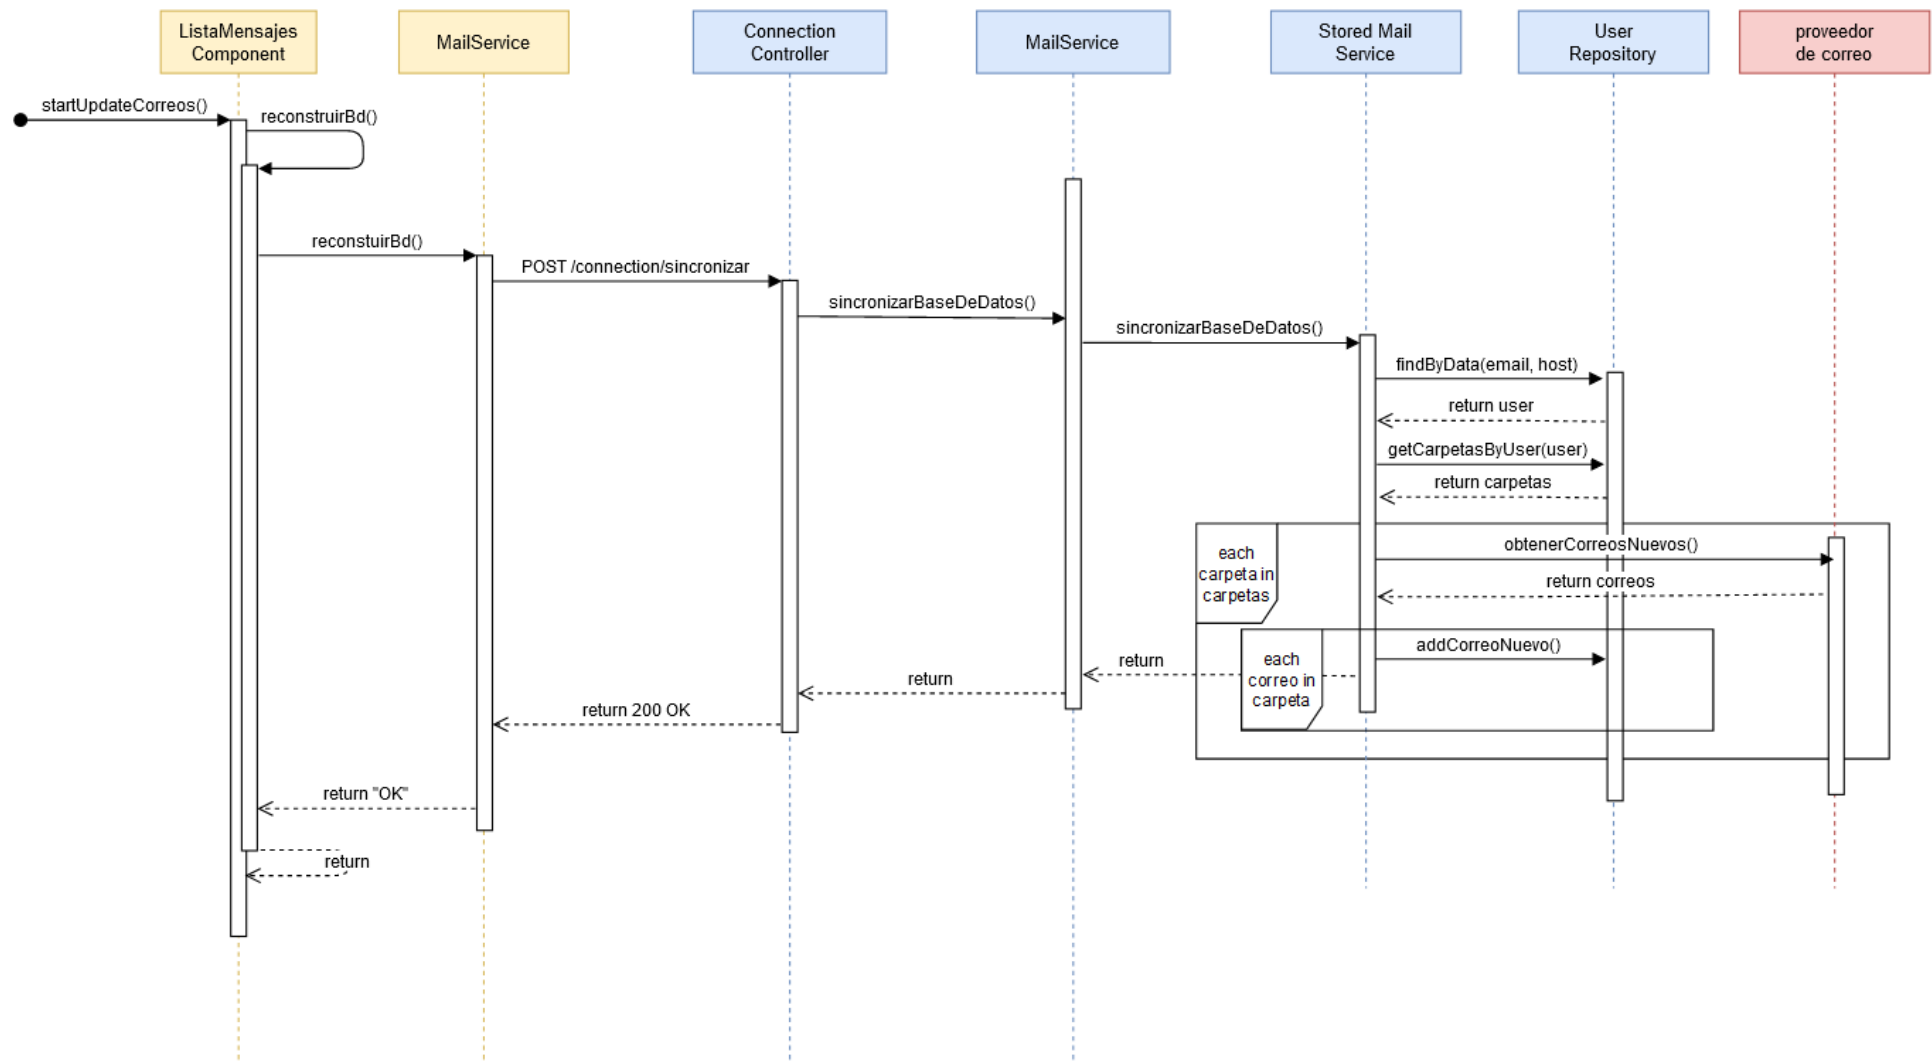 ListaMensajes
Component
MailService
Connection
Controller
MailService
Stored Mail
Service
User
Repository
proveedor
de correo
startUpdateCorreos()
reconstruirBd()
reconstuirBd()
POST /connection/sincronizar
sincronizarBaseDeDatos()
sincronizarBaseDeDatos()
findByData(email, host)
return user
getCarpetasByUser(user)
return carpetas
each
carpeta in
carpetas
obtenerCorreosNuevos()
return correos
each
correo in
carpeta
addCorreoNuevo()
return
return
return 200 OK
return "OK"
return